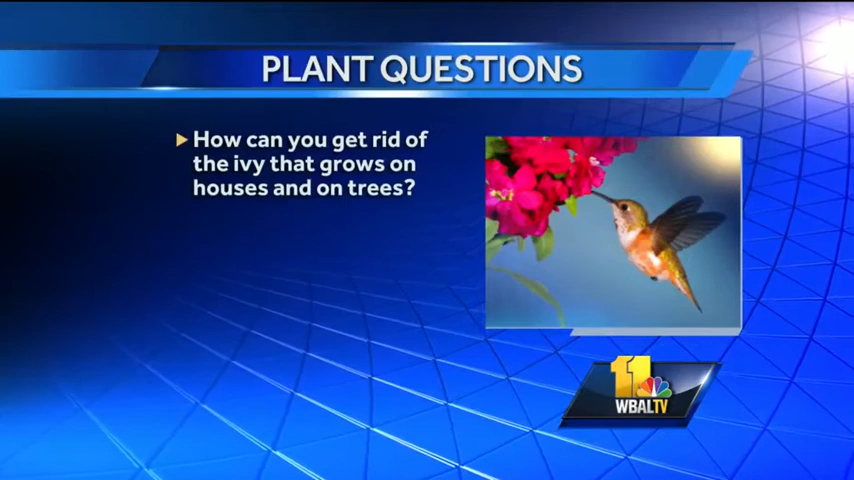 PLANT QUESTIONS
How can you get rid of
the ivy that grows on
houses and on trees?
11
WBALTV